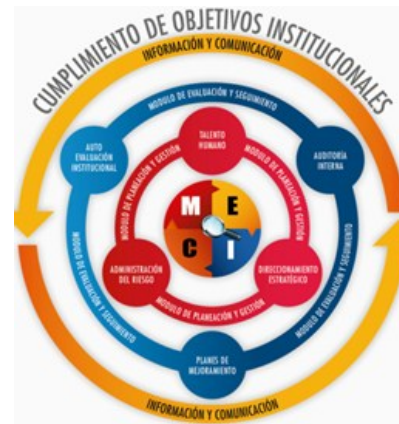 CUMPLIMIENTO DE OBJETIVOS INSTITUCIONALES
INFORMACIÓN Y COMUNICACIÓN
MODULO DE EVALUACIÓN Y SEGUIMIENTO
AUTO
EVALUACIÓN
INSTITUCIONAL
TALENTO
HUMANO
AUDITORÍA
INTERNA
MODULO DE PLANEACIÓN Y GESTIÓN
MODULO DE PLANEACIÓN Y GESTIÓN
M E
C I
ADMINISTRACIÓN
DEL RIESGO
DIRECCIONAMIENTO
ESTRATÉGICO
MODULO DE PLANEACIÓN Y GESTIÓN
MODULO DE EVALUACIÓN Y SEGUIMIENTO
MODULO DE EVALUACIÓN Y SEGUIMIENTO
PLANES DE
MEJORAMIENTO
INFORMACIÓN Y COMUNICACIÓN